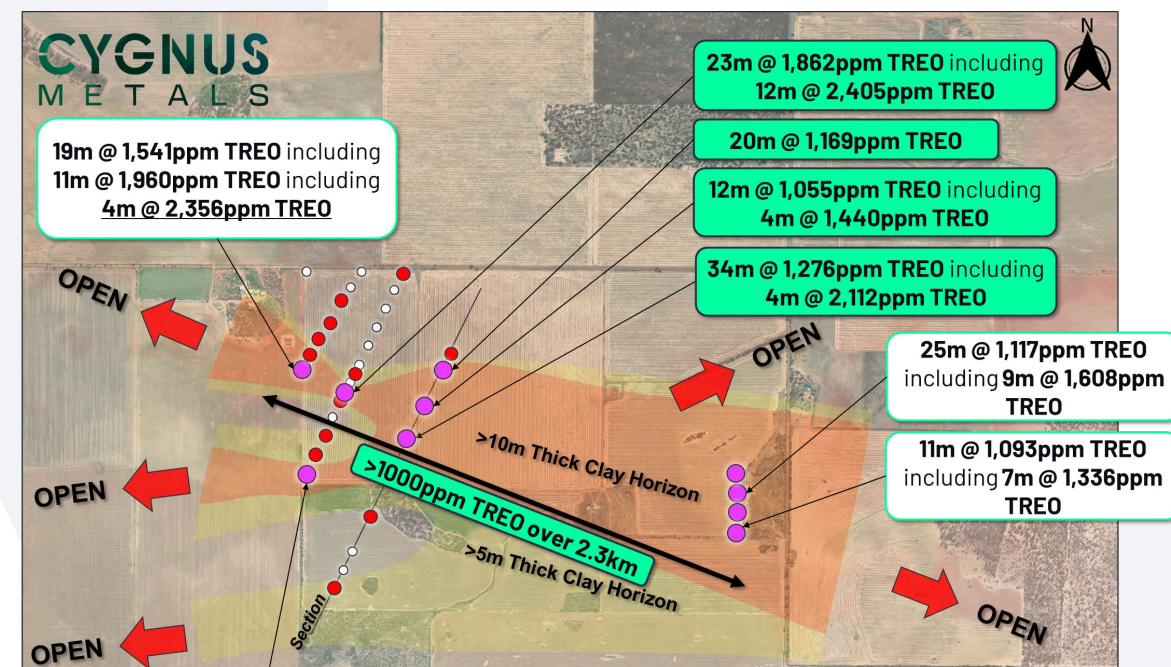 CYGNUS
METALS
N
23m @ 1,862ppm TREO including
12m @ 2,405ppm TREO
20m @ 1,169ppm TREO
19m @ 1,541ppm TREO including
11m @ 1,960ppm TREO including
4m @ 2,356ppm TREO
12m @ 1,055ppm TREO including
4m @ 1,440ppm TREO
34m @ 1,276ppm TREO including
4m @ 2,112ppm TREO
OPEN
OPEN
25m @ 1,117ppm TREO
including 9m @ 1,608ppm
TREO
11m @ 1,093ppm TREO
including 7m @ 1,336ppm
TREO
>10m Thick Clay Horizon
OPEN
>1000ppm TREO over 2.3km
>5m Thick Clay Horizon
Section
OPEN
OPEN